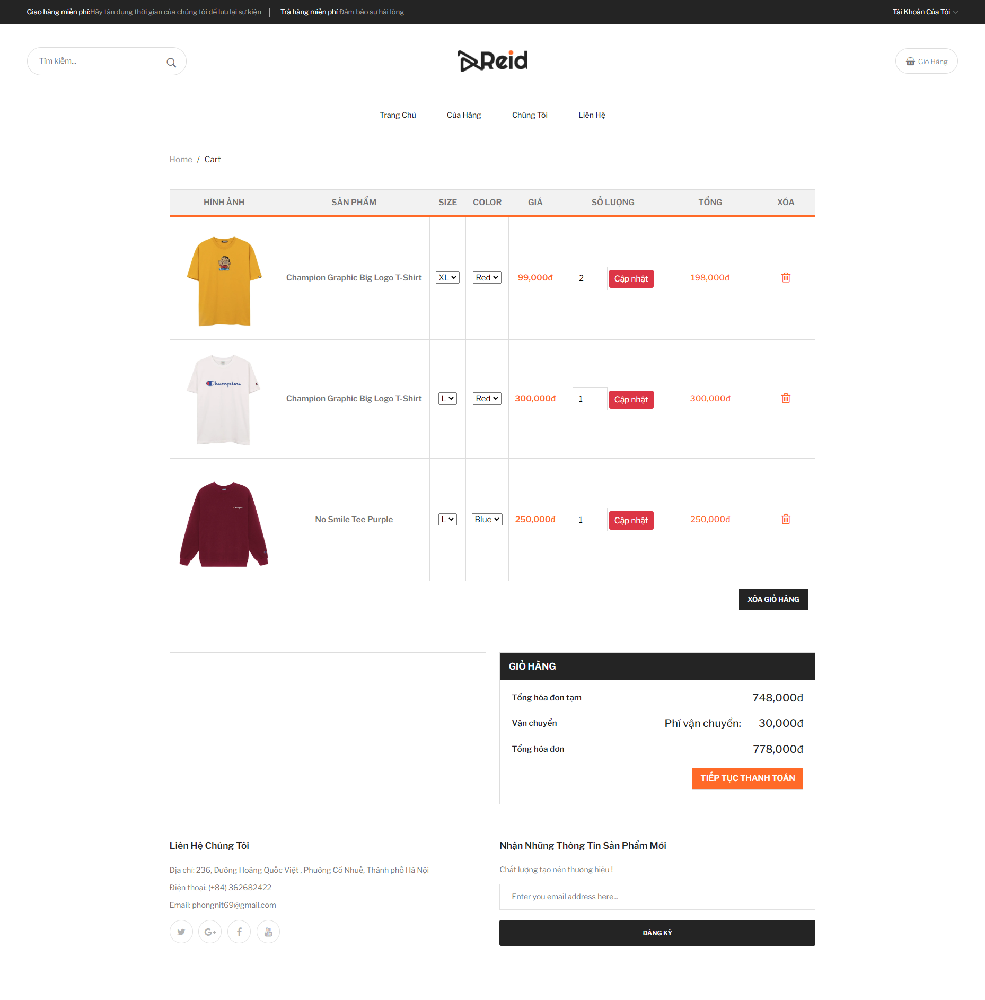 Giao hàng miễn phí:Hãy tận dụng thời gian của chúng tôi để lưu lại sự kiện | Trả hàng miễn phí Đảm bảo sự hài lòng
Tài Khoản Của Tôi
Tìm kiếm...
Reid
Giỏ Hàng
Trang Chủ Cửa Hàng Chúng Tôi Liên Hệ
Home / Cart
HÌNH ẢNH SẢN PHẨM SIZE COLOR GIÁ SỐ LƯỢNG TỔNG XÓA
Champion Graphic Big Logo T-Shirt XL Red 99,000đ 2 Cập nhật 198,000đ
Champion
Champion Graphic Big Logo T-Shirt L Red 300,000đ 1 Cập nhật 300,000đ
No Smile Tee Purple L Blue 250,000đ 1 Cập nhật 250,000đ
XÓA GIỎ HÀNG
GIỎ HÀNG
Tổng hóa đơn tạm 748,000đ
Vận chuyển Phí vận chuyển: 30,000đ
Tổng hóa đơn 778,000đ
TIẾP TỤC THANH TOÁN
Liên Hệ Chúng Tôi
Địa chỉ: 236, Đường Hoàng Quốc Việt , Phường Cổ Nhuế, Thành phố Hà Nội
Điện thoại: (+84) 362682422
Email: phongnit69@gmail.com
Nhận Những Thông Tin Sản Phẩm Mới
Chất lượng tạo nên thương hiệu !
Enter you email address here...
ĐĂNG KÝ